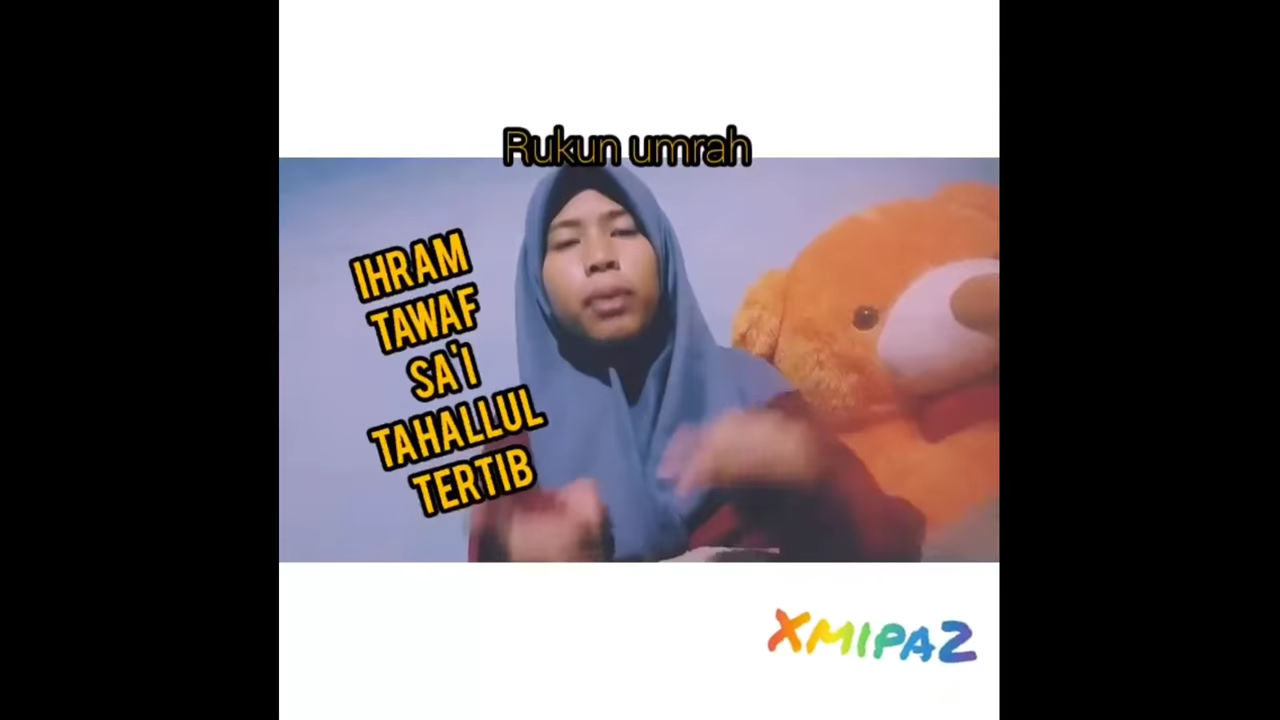 Rukun umrah
IHRAM
TAWAF
SA'I
TAHALLUL
TERTIB
XMIPA2